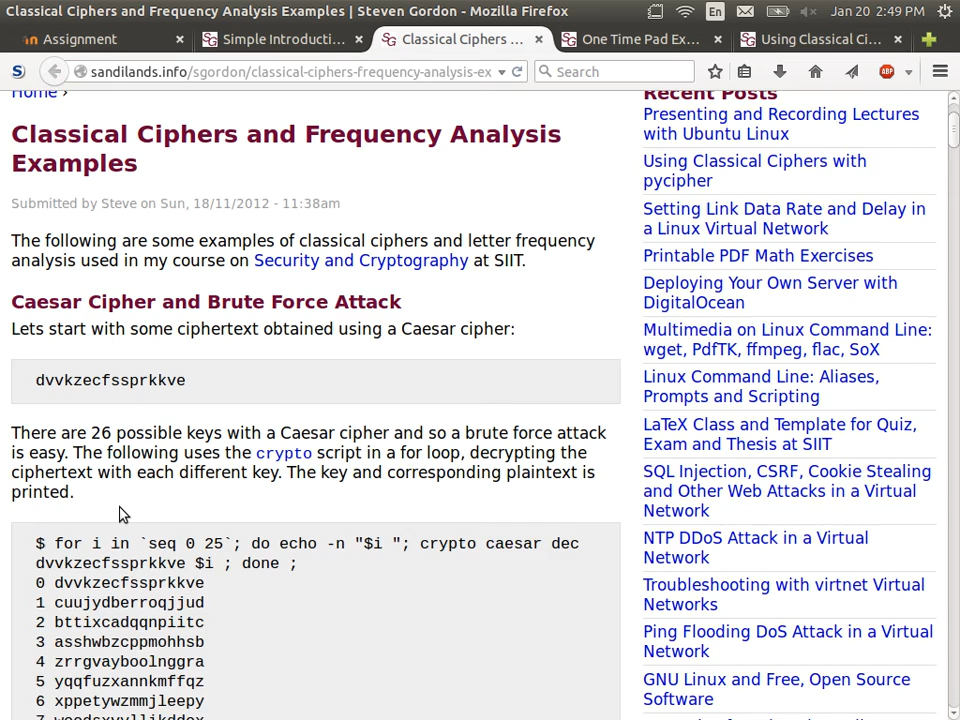 Classical Ciphers and Frequency Analysis Examples | Steven Gordon - Mozilla Firefox
En
Jan 20 2:49 PM
Assignment
Simple Introducti...
Classical Ciphers ...
One Time Pad Ex...
Using Classical Ci...
sandilands.info/sgordon/classical-ciphers-frequency-analysis-ex
Search
ABP
Home ›
Classical Ciphers and Frequency Analysis
Examples
Submitted by Steve on Sun, 18/11/2012 - 11:38am
The following are some examples of classical ciphers and letter frequency
analysis used in my course on Security and Cryptography at SIIT.
Caesar Cipher and Brute Force Attack
Lets start with some ciphertext obtained using a Caesar cipher:
dvvkzecfssprkkve
There are 26 possible keys with a Caesar cipher and so a brute force attack
is easy. The following uses the crypto script in a for loop, decrypting the
ciphertext with each different key. The key and corresponding plaintext is
printed.
$ for i in `seq 0 25`; do echo -n "$i "; crypto caesar dec
dvvkzecfssprkkve $i ; done ;
0 dvvkzecfssprkkve
1 cuujydberroqjjud
2 bttixcadqqnpiitc
3 asshwbzcppmohhsb
4 zrrgvayboolnggra
5 yqqfuzxannkmffqz
6 xppetywzmmjleepy
Recent Posts
Presenting and Recording Lectures
with Ubuntu Linux
Using Classical Ciphers with
pycipher
Setting Link Data Rate and Delay in
a Linux Virtual Network
Printable PDF Math Exercises
Deploying Your Own Server with
DigitalOcean
Multimedia on Linux Command Line:
wget, PdfTK, ffmpeg, flac, SoX
Linux Command Line: Aliases,
Prompts and Scripting
LaTeX Class and Template for Quiz,
Exam and Thesis at SIIT
SQL Injection, CSRF, Cookie Stealing
and Other Web Attacks in a Virtual
Network
NTP DDoS Attack in a Virtual
Network
Troubleshooting with virtnet Virtual
Networks
Ping Flooding DoS Attack in a Virtual
Network
GNU Linux and Free, Open Source
Software